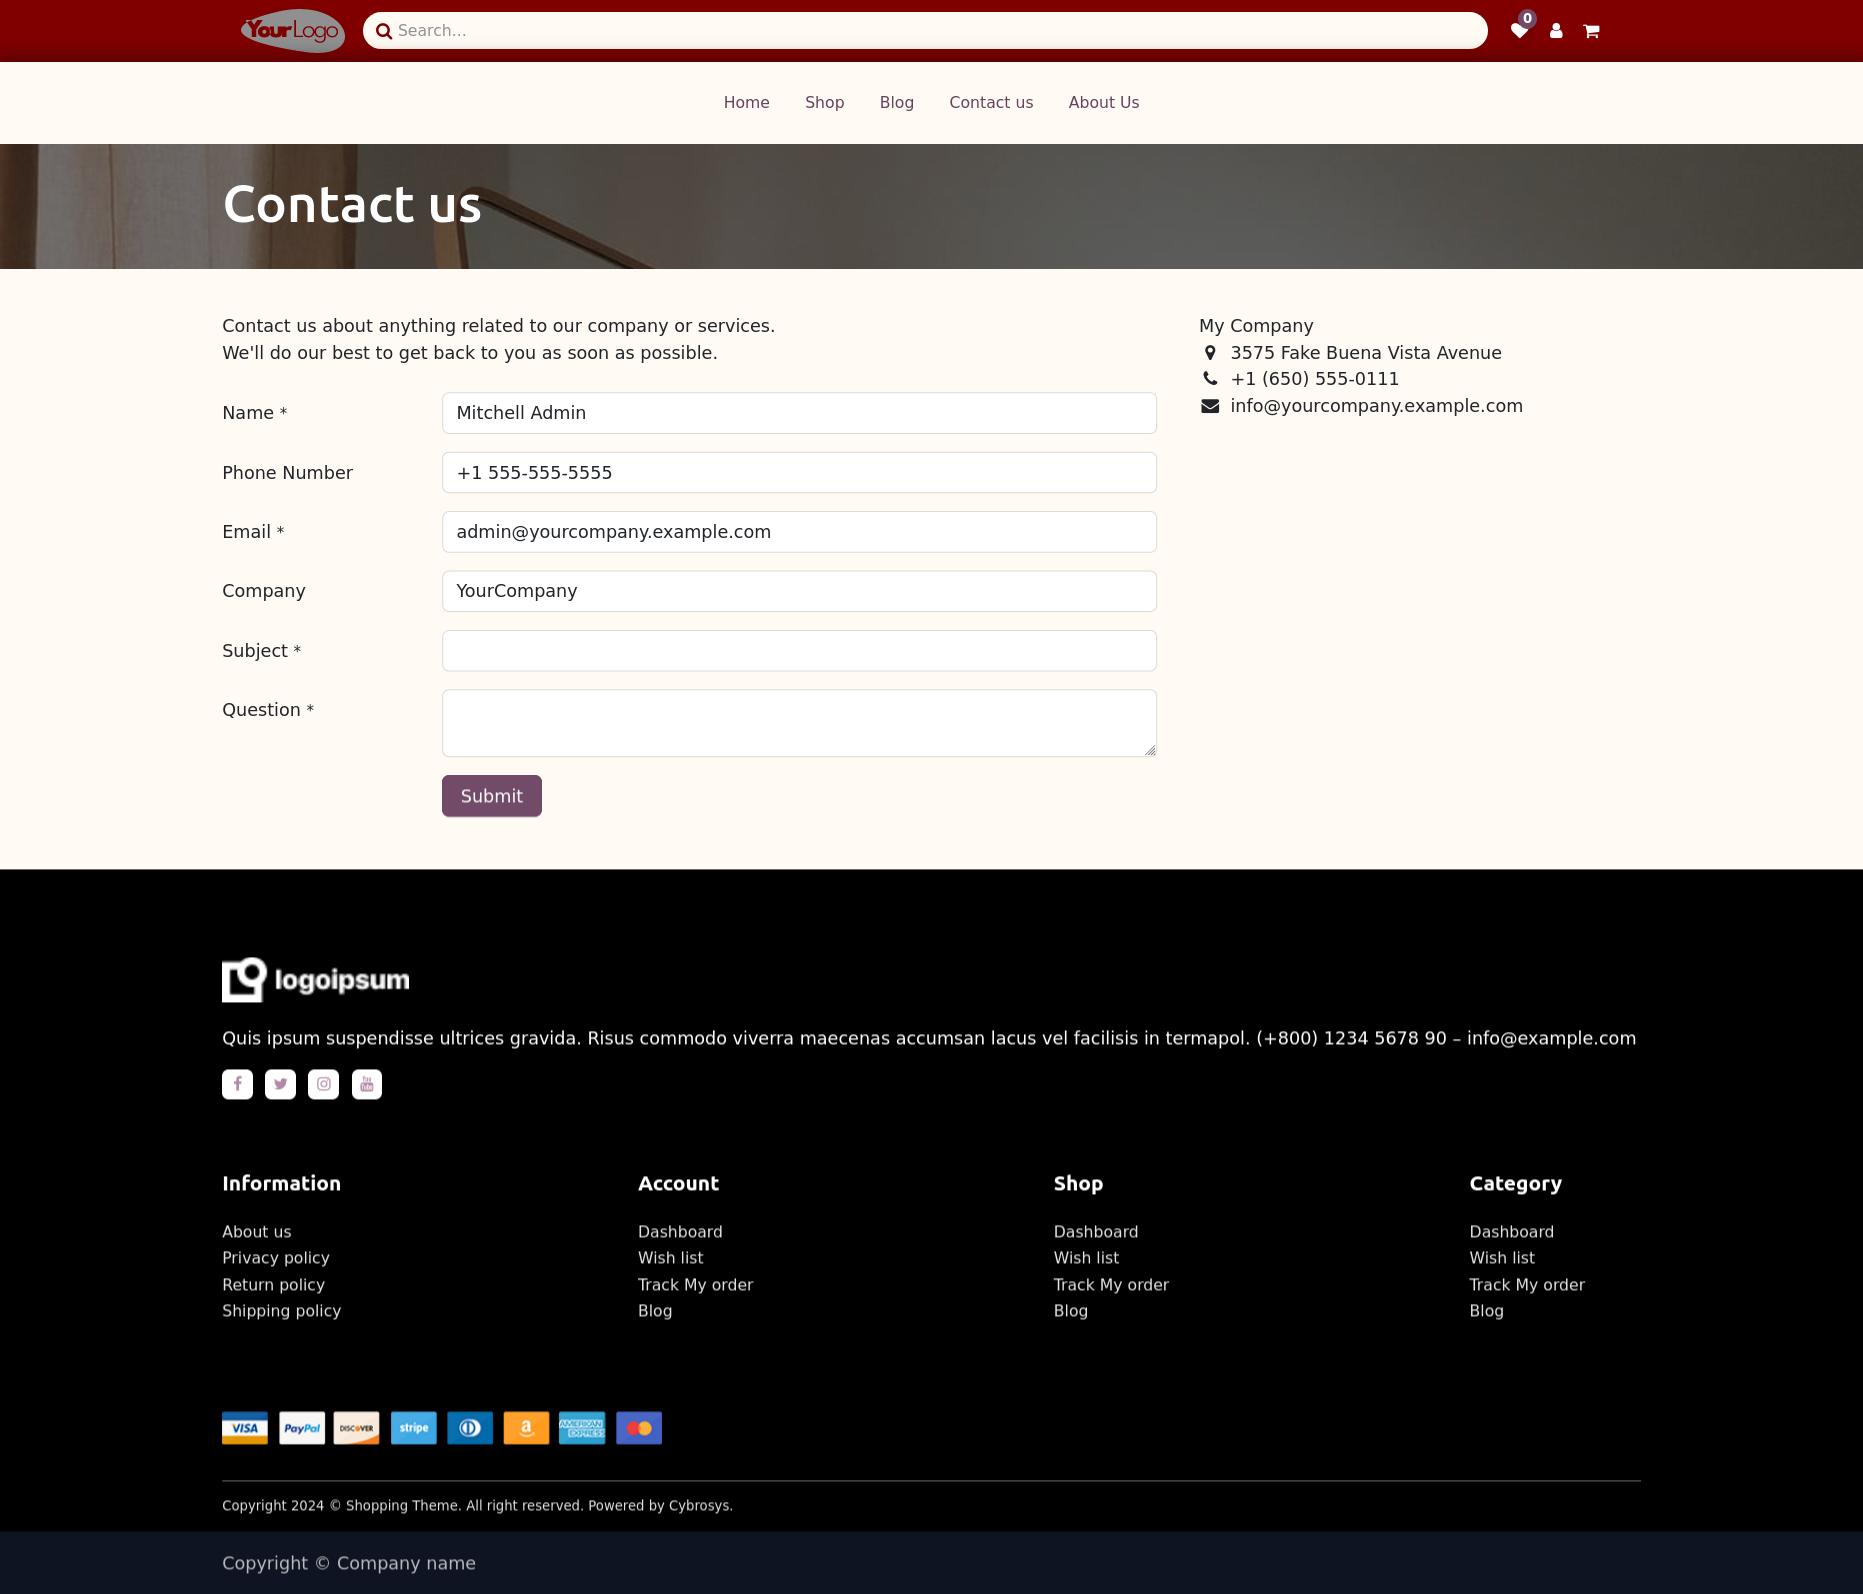 YourLogo
Search...
0
Home Shop Blog Contact us About Us
Contact us
Contact us about anything related to our company or services.
We'll do our best to get back to you as soon as possible.
My Company
3575 Fake Buena Vista Avenue
+1 (650) 555-0111
info@yourcompany.example.com
Name *
Mitchell Admin
Phone Number
+1 555-555-5555
Email *
admin@yourcompany.example.com
Company
YourCompany
Subject *
Question *
Submit
logoipsum
Quis ipsum suspendisse ultrices gravida. Risus commodo viverra maecenas accumsan lacus vel facilisis in termapol. (+800) 1234 5678 90 – info@example.com
You Tube
Information
About us
Privacy policy
Return policy
Shipping policy
Account
Dashboard
Wish list
Track My order
Blog
Shop
Dashboard
Wish list
Track My order
Blog
Category
Dashboard
Wish list
Track My order
Blog
VISA PayPal DISCOVER stripe a AMERICAN EXPRESS
Copyright 2024 © Shopping Theme. All right reserved. Powered by Cybrosys.
Copyright © Company name